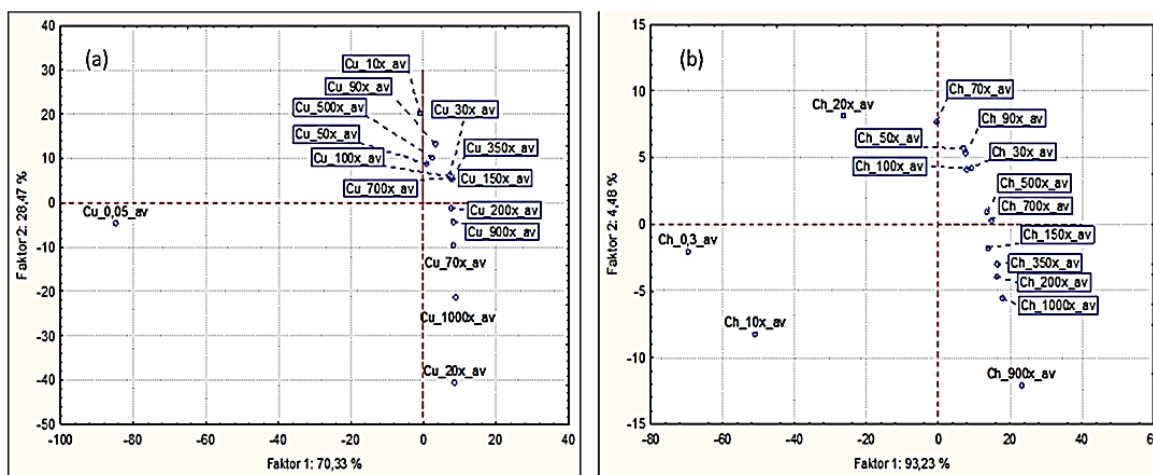 (a)
Cu_10x_av
Cu_90x_av
Cu_500x_av
Cu_30x_av
Cu_50x_av
Cu_350x_av
Cu_100x_av
Cu_150x_av
Cu_700x_av
Cu_0,05_av
Cu_200x_av
Cu_900x_av
Cu_70x_av
Cu_1000x_av
Cu_20x_av
40
30
20
10
0
-10
-20
-30
-40
-50
-100 -80 -60 -40 -20 0 20 40
Faktor 2: 28,47 %
Faktor 1: 70,33 %
(b)
Ch_70x_av
Ch_20x_av
Ch_90x_av
Ch_50x_av
Ch_30x_av
Ch_100x_av
Ch_500x_av
Ch_700x_av
Ch_150x_av
Ch_0,3_av
Ch_350x_av
Ch_200x_av
Ch_1000x_av
Ch_10x_av
Ch_900x_av
15
10
5
0
-5
-10
-15
-80 -60 -40 -20 0 20 40 60
Faktor 2: 4,48 %
Faktor 1: 93,23 %